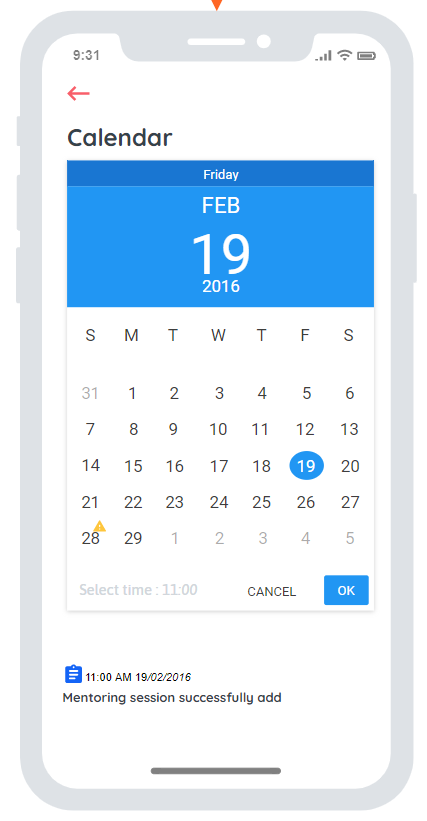 9:31
Calendar
Friday
FEB
19
2016
S M T W T F S
31 1 2 3 4 5 6
7 8 9 10 11 12 13
14 15 16 17 18 19 20
21 22 23 24 25 26 27
28 29 1 2 3 4 5
Select time : 11:00 CANCEL OK
11:00 AM 19/02/2016
Mentoring session successfully add